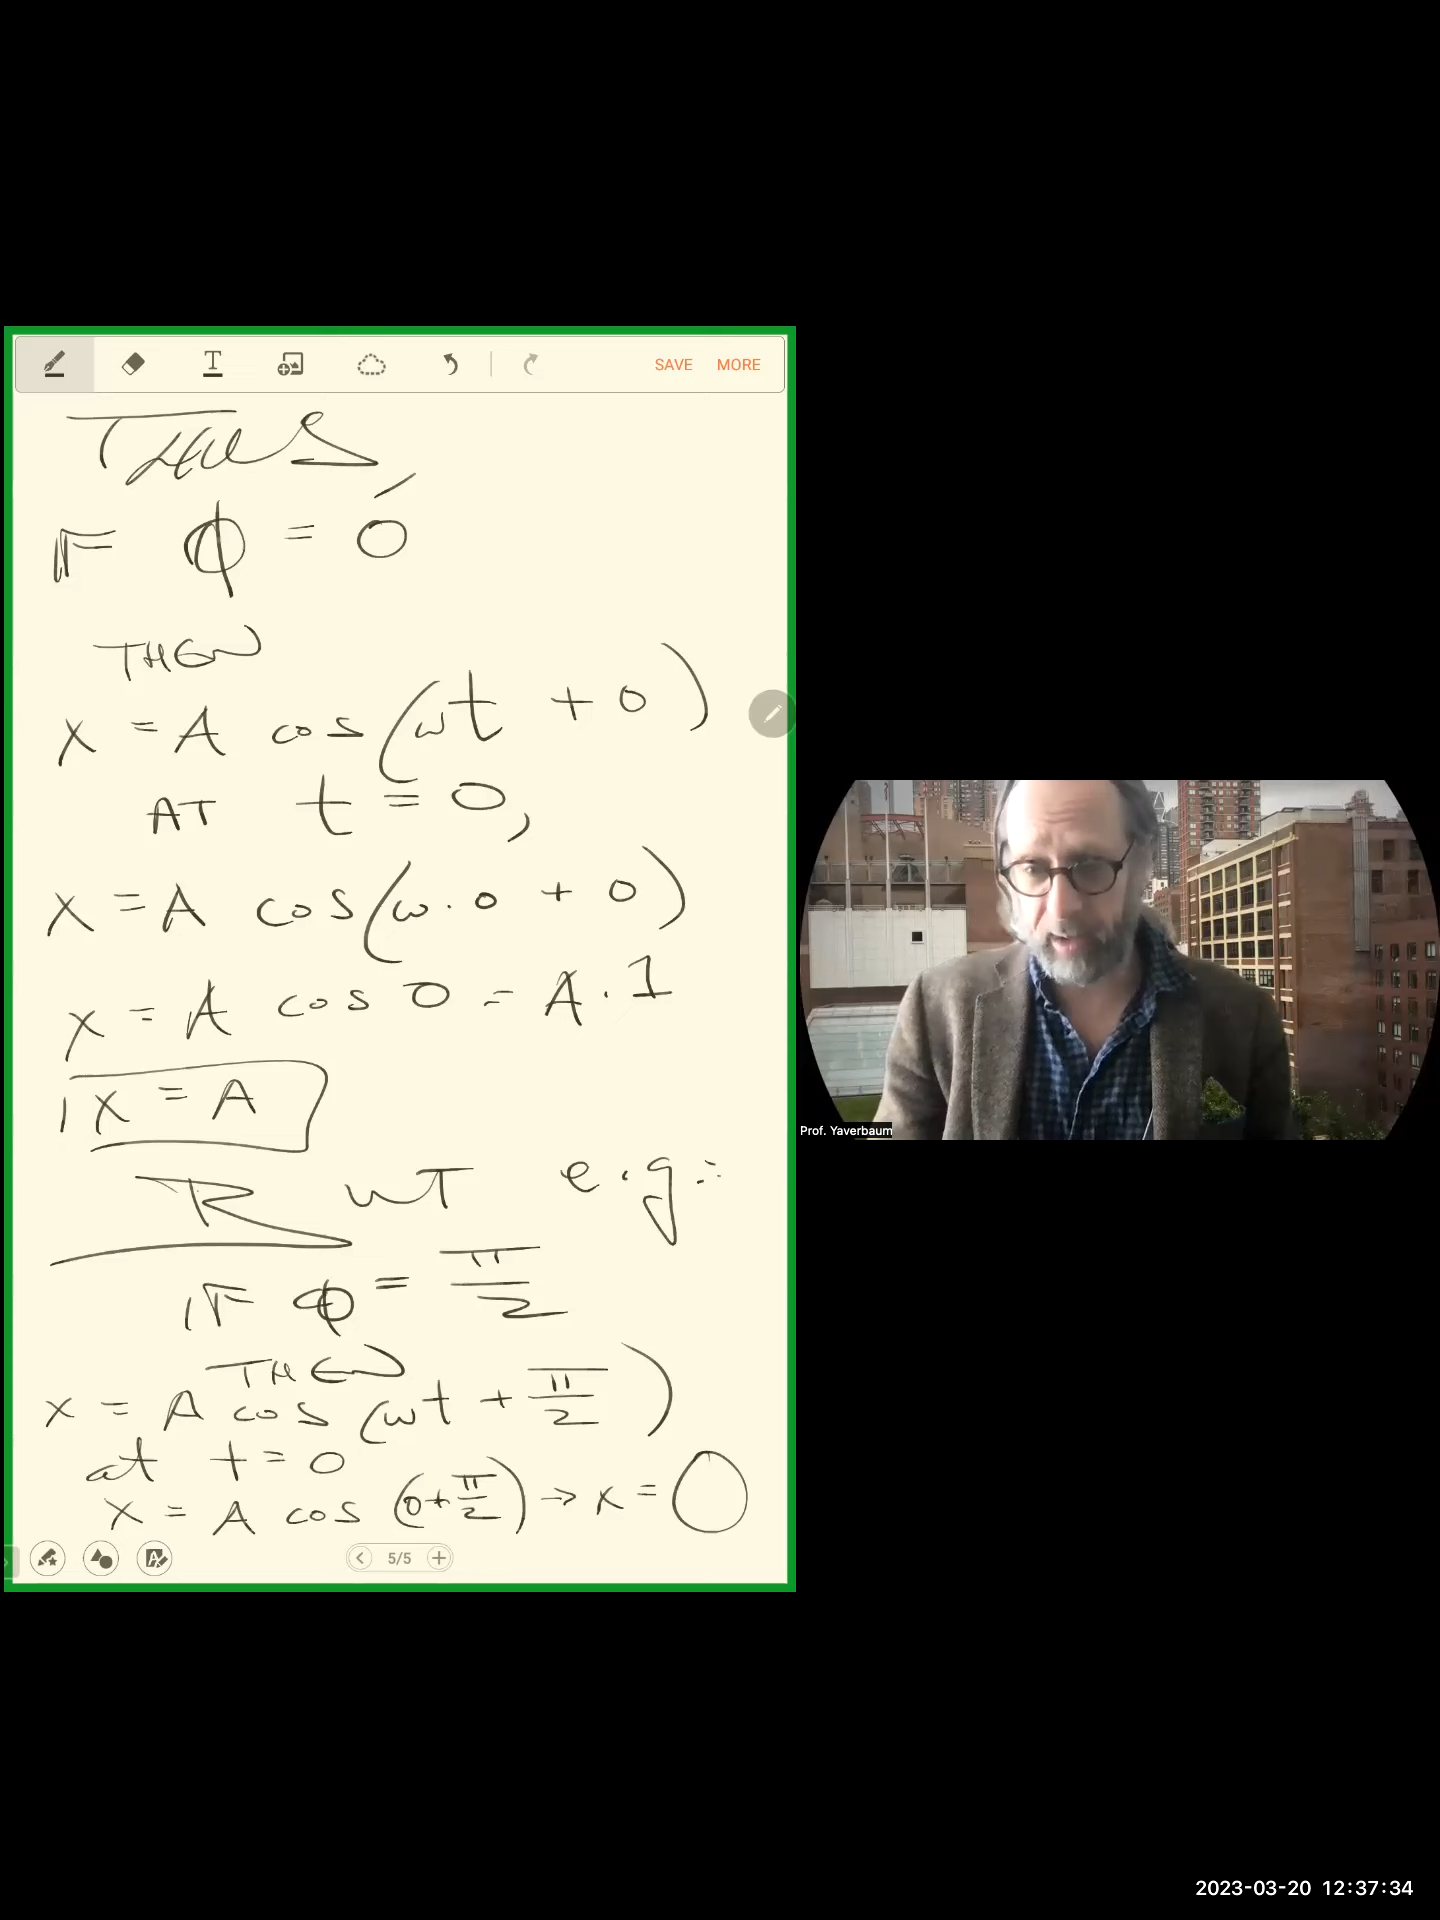 T
SAVE MORE
THUS,
IF Φ = 0
THEN
x = A cos(ωt + 0)
AT t = 0,
x = A cos(ω·0 + 0)
x = A cos 0 = A·1
x = A
e.g.:
IF Φ = π/2
THEN
x = A cos(ωt + π/2)
at t = 0
x = A cos (0+π/2) → x = 0
A
5/5
Prof. Yaverbaum
2023-03-20 12:37:34